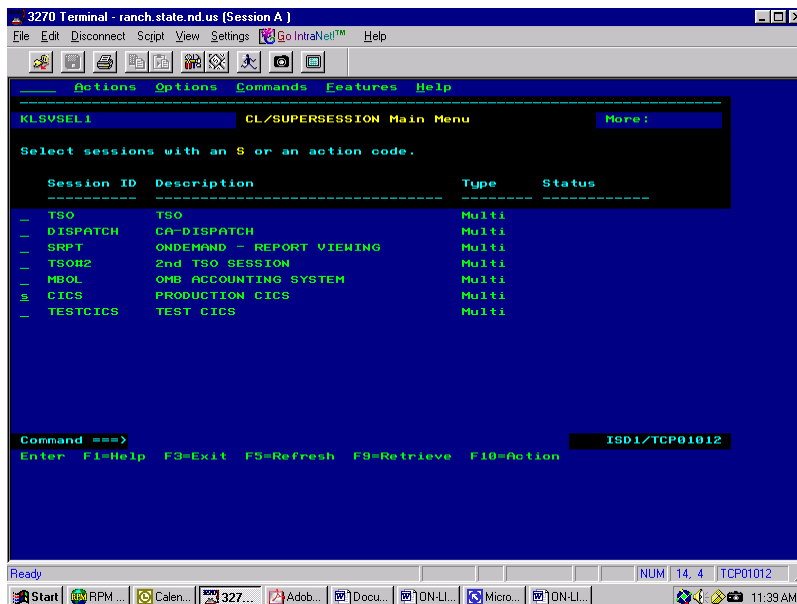 3270 Terminal - ranch.state.nd.us (Session A )
File Edit Disconnect Script View Settings Go IntraNet!™ Help
Actions Options Commands Features Help
KLSVSEL1 CL/SUPERSESSION Main Menu More:
Select sessions with an S or an action code.
Session ID Description Type Status
_ TSO TSO Multi
_ DISPATCH CA-DISPATCH Multi
_ SRPT ONDEMAND - REPORT VIEWING Multi
_ TSO#2 2nd TSO SESSION Multi
_ MBOL OMB ACCOUNTING SYSTEM Multi
s CICS PRODUCTION CICS Multi
_ TESTCICS TEST CICS Multi
Command ===> ISD1/TCP01012
Enter F1=Help F3=Exit F5=Refresh F9=Retrieve F10=Action
Ready NUM 14, 4 TCP01012
Start RPM ... Calen... 327... Adob... Docu... ON-LI... Micro... ON-LI... 11:39 AM